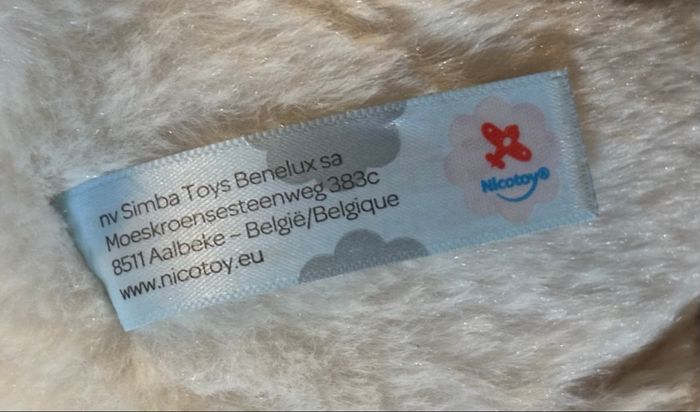 nv Simba Toys Benelux sa
Moeskroensesteenweg 383c
8511 Aalbeke – België/Belgique
www.nicotoy.eu
Nicotoy®